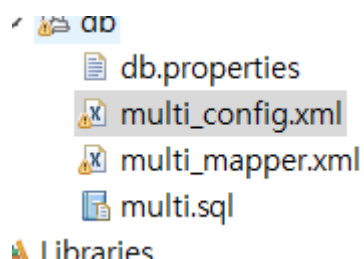 db
db.properties
multi_config.xml
multi_mapper.xml
multi.sql
Libraries